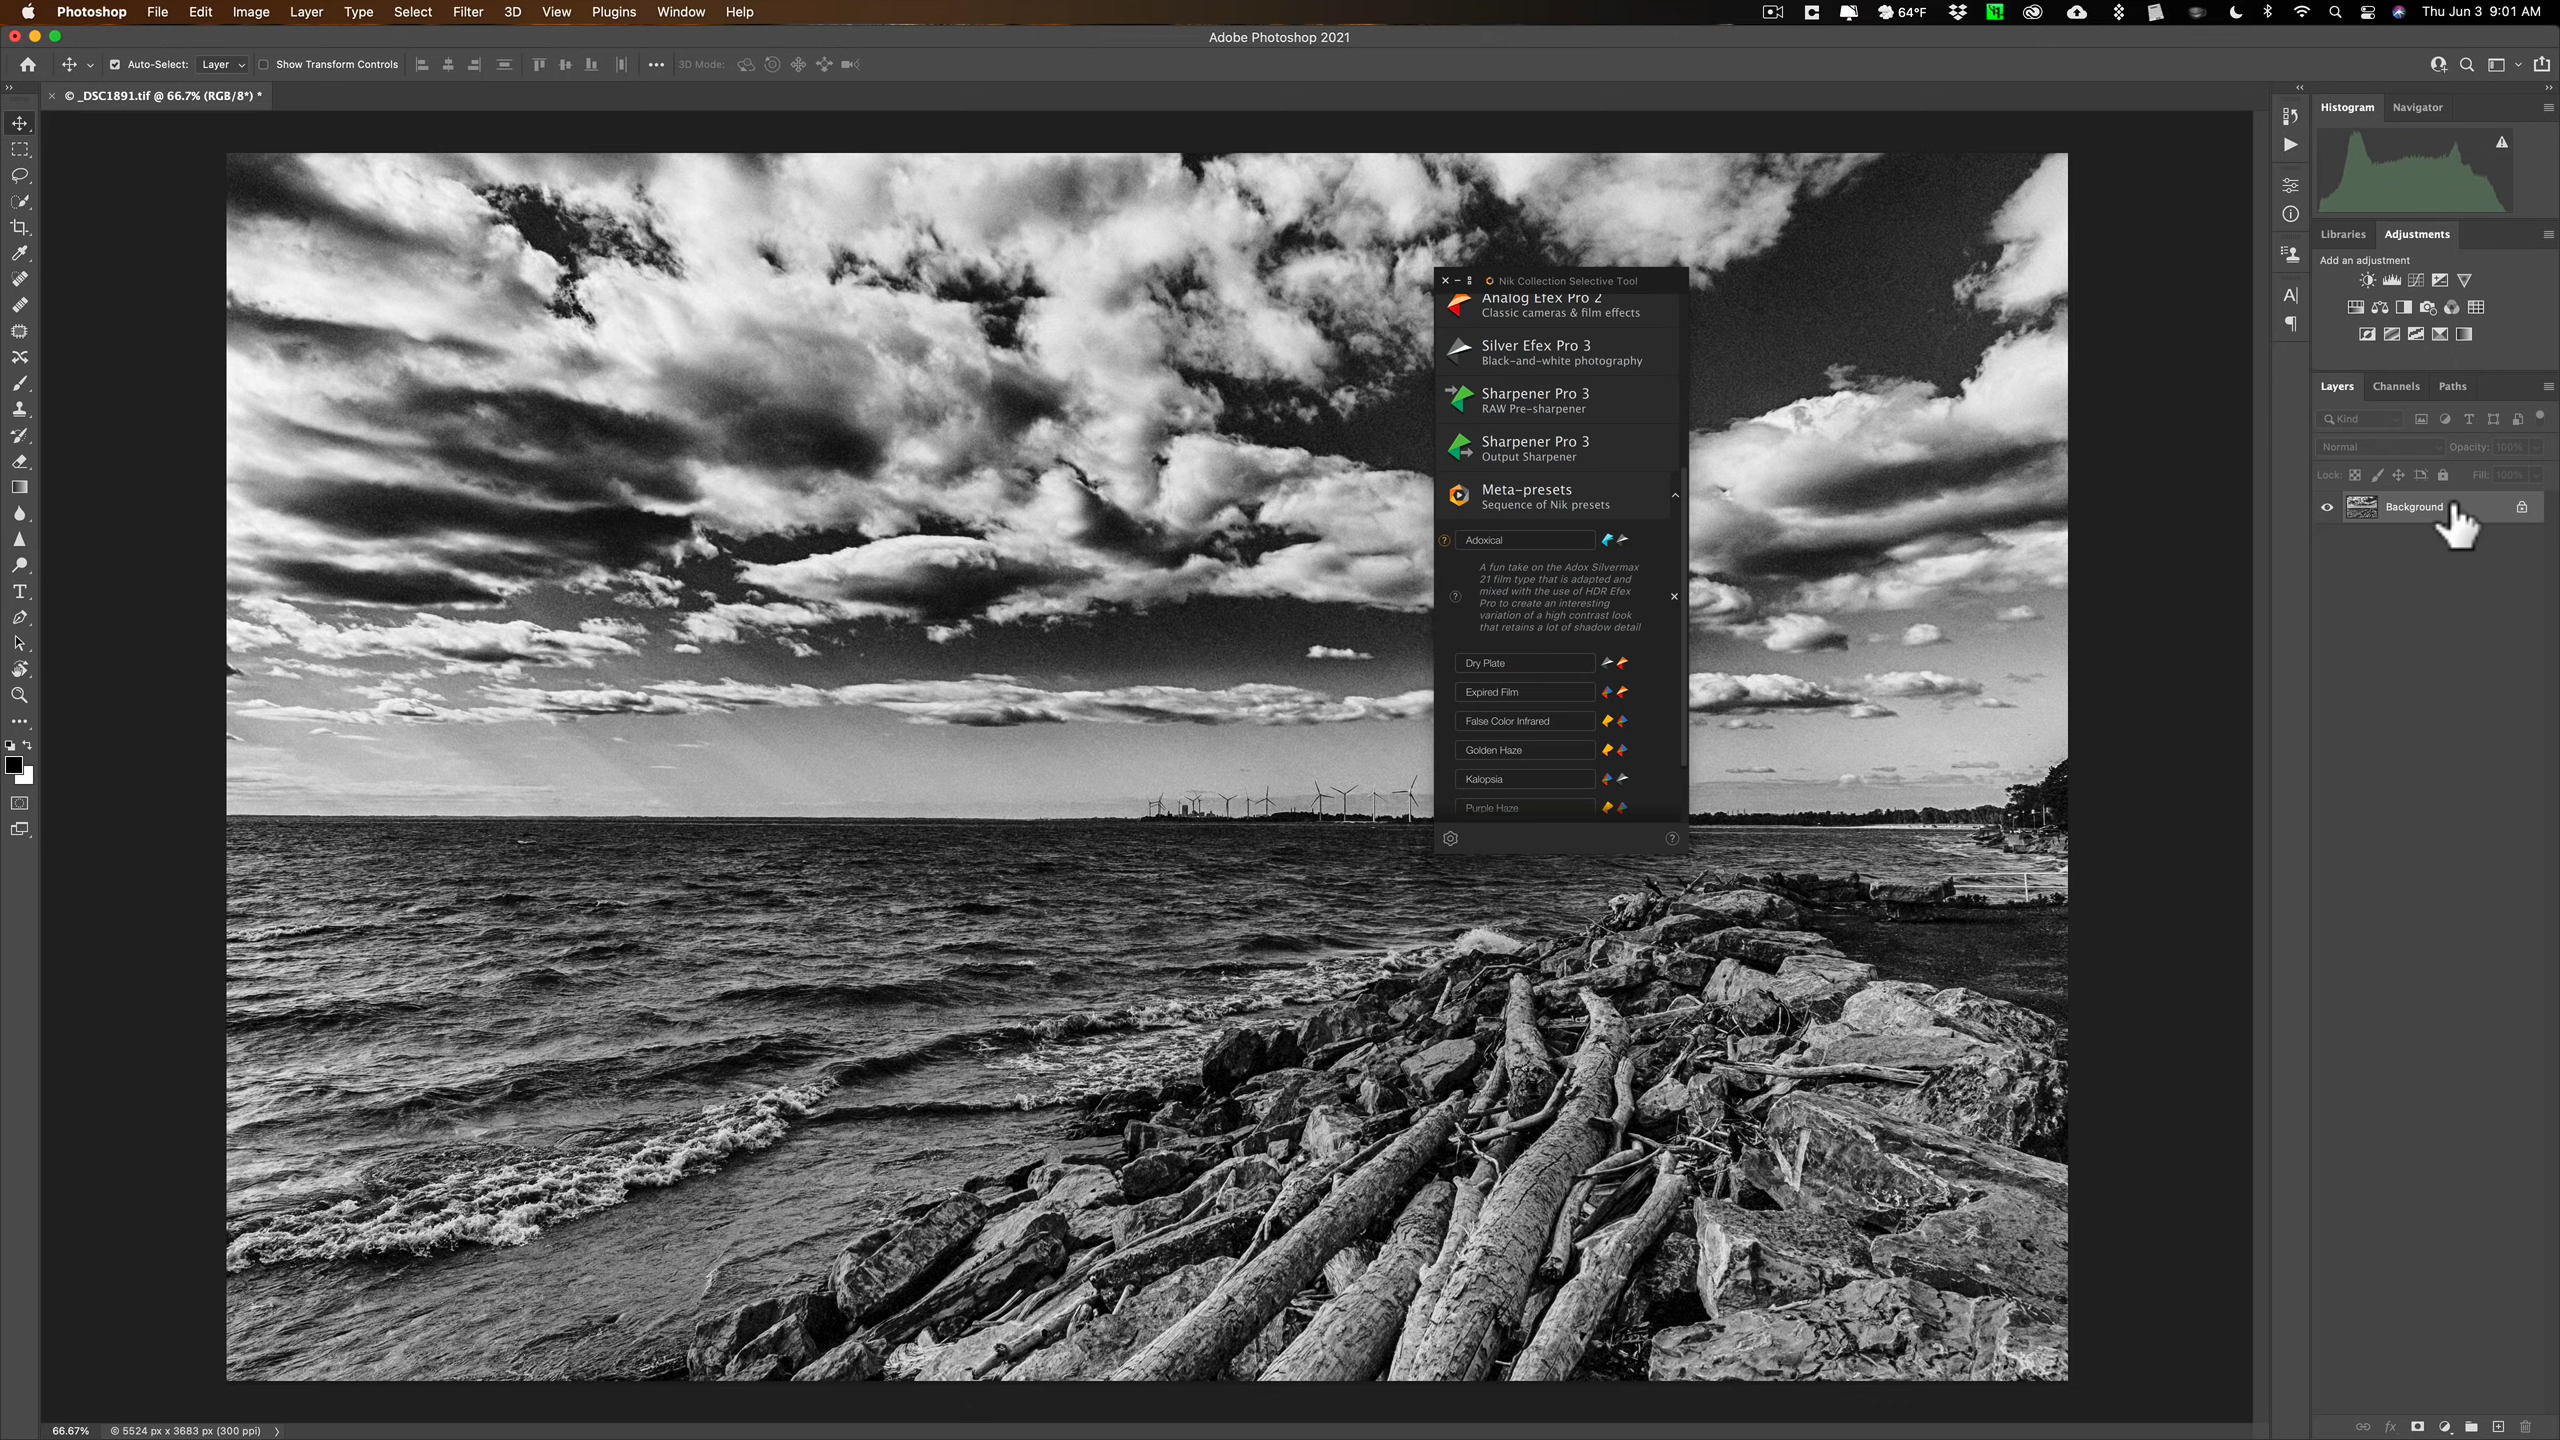 Photoshop File Edit Image Layer Type Select Filter 3D View Plugins Window Help 64°F Thu Jun 3 9:01 AM
Adobe Photoshop 2021
Auto-Select: Layer Show Transform Controls 3D Mode:
© _DSC1891.tif @ 66.7% (RGB/8*) *
Histogram Navigator
Libraries Adjustments
Add an adjustment
Layers Channels Paths
Kind
Normal Opacity: 100%
Lock: Fill: 100%
Background
Nik Collection Selective Tool
Analog Efex Pro 2
Classic cameras & film effects
Silver Efex Pro 3
Black-and-white photography
Sharpener Pro 3
RAW Pre-sharpener
Sharpener Pro 3
Output Sharpener
Meta-presets
Sequence of Nik presets
Adoxical
A fun take on the Adox Silvermax
21 film type that is adapted and
mixed with the use of HDR Efex
Pro to create an interesting
variation of a high contrast look
that retains a lot of shadow detail
Dry Plate
Expired Film
False Color Infrared
Golden Haze
Kalopsia
Purple Haze
66.67% © 5524 px x 3683 px (300 ppi)